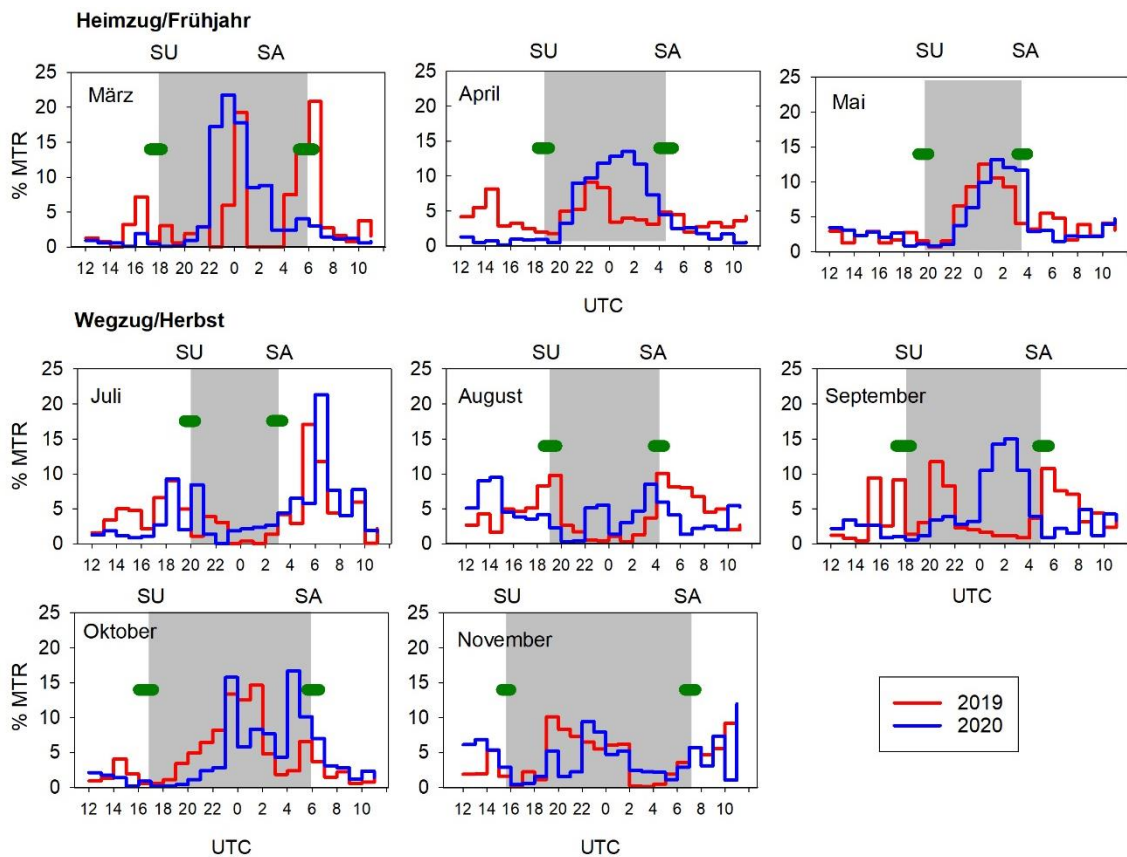 Heimzug/Frühjahr
SU SA SU SA SU SA
25 25 25
März April Mai
20 20 20
15 15 15
% MTR
10 10 10
5 5 5
0 0 0
12 14 16 18 20 22 0 2 4 6 8 10 12 14 16 18 20 22 0 2 4 6 8 10 12 14 16 18 20 22 0 2 4 6 8 10
UTC
Wegzug/Herbst
SU SA SU SA SU SA
25 25 25
Juli August September
20 20 20
15 15 15
% MTR
10 10 10
5 5 5
0 0 0
12 14 16 18 20 22 0 2 4 6 8 10 12 14 16 18 20 22 0 2 4 6 8 10 12 14 16 18 20 22 0 2 4 6 8 10
SU SA SU SA UTC
25 25
Oktober November
20 20
15 15
% MTR
10 10
5 5
0 0
12 14 16 18 20 22 0 2 4 6 8 10 12 14 16 18 20 22 0 2 4 6 8 10
UTC UTC
2019
2020